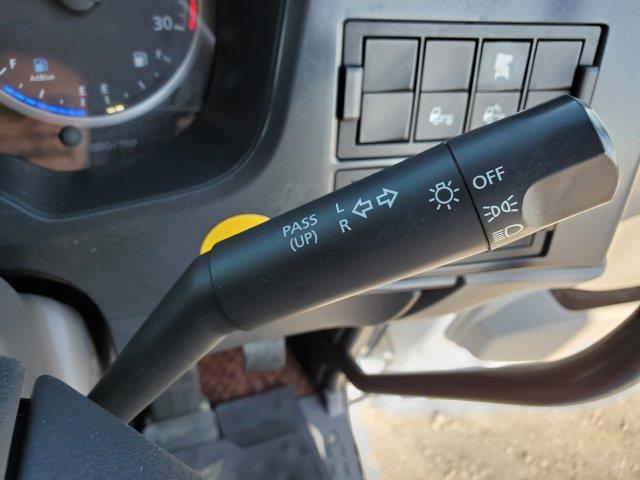 30
F
F
AdBlue
E
E
ODO / TRIP
PASS
(UP)
L
R
OFF